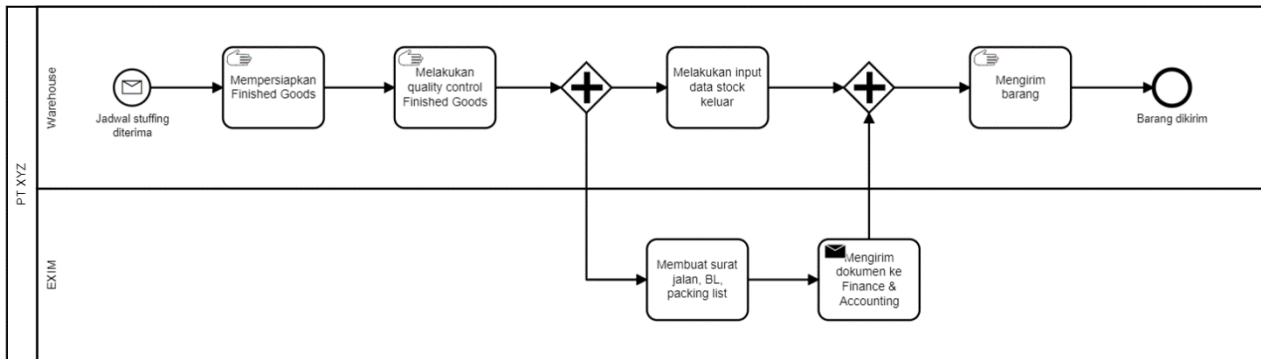 PT XYZ
Warehouse
Jadwal stuffing
diterima
Mempersiapkan
Finished Goods
Melakukan
quality control
Finished Goods
Melakukan input
data stock
keluar
Mengirim
barang
Barang dikirim
EXIM
Membuat surat
jalan, BL,
packing list
Mengirim
dokumen ke
Finance &
Accounting